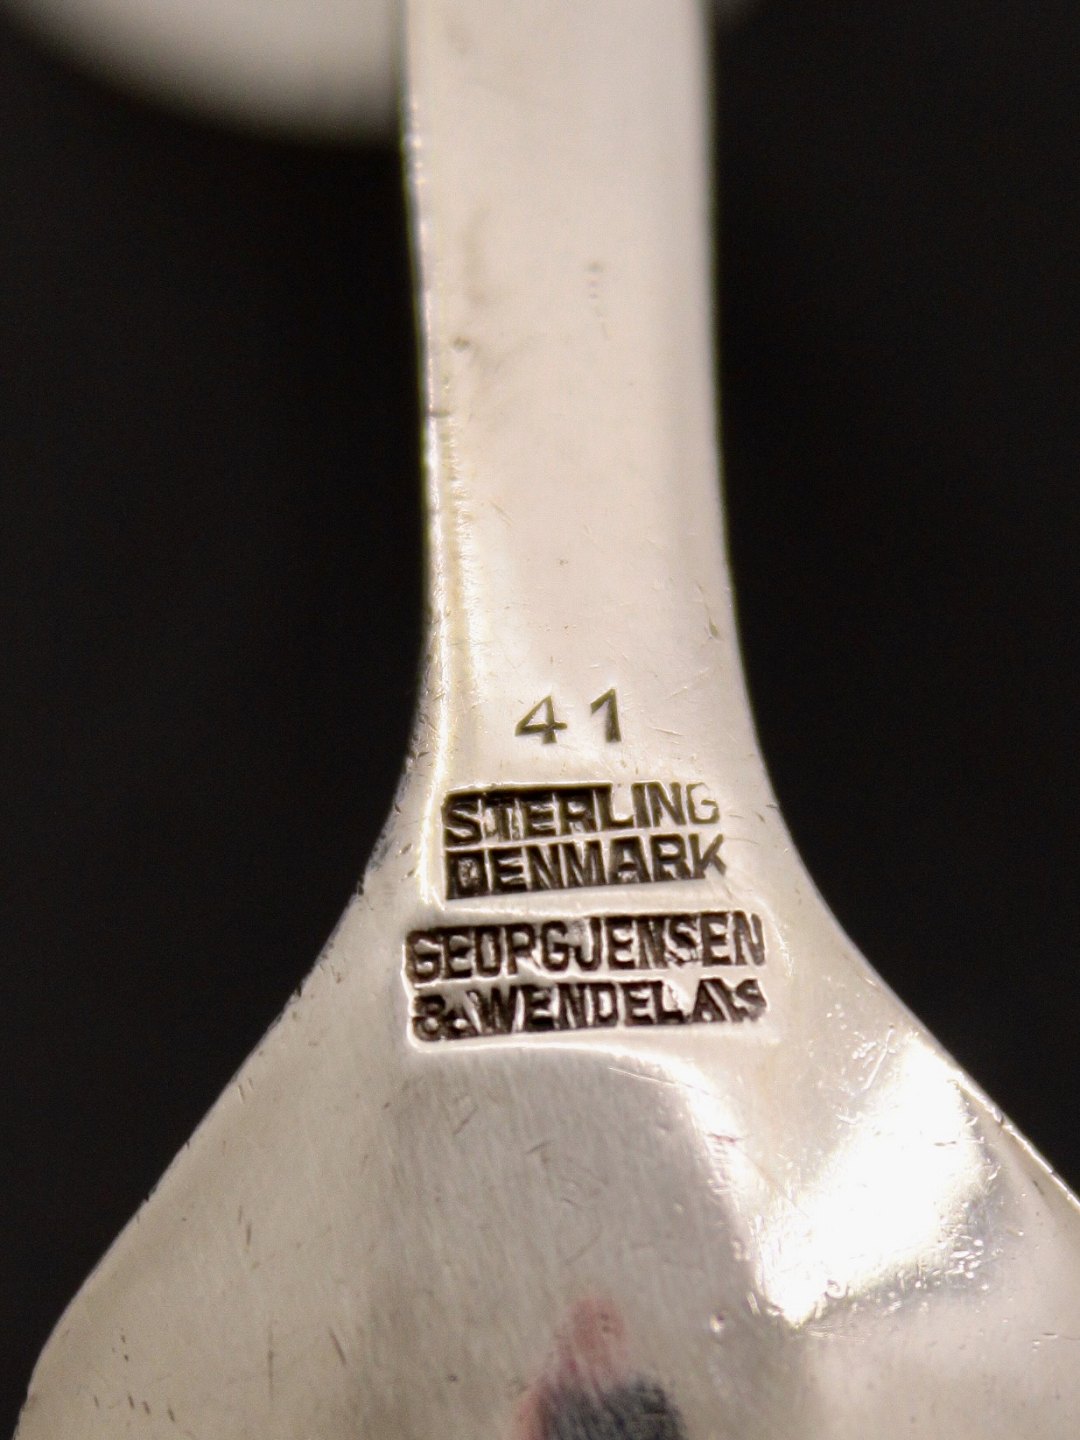 41
STERLING
DENMARK
GEORG JENSEN
& WENDEL A/S